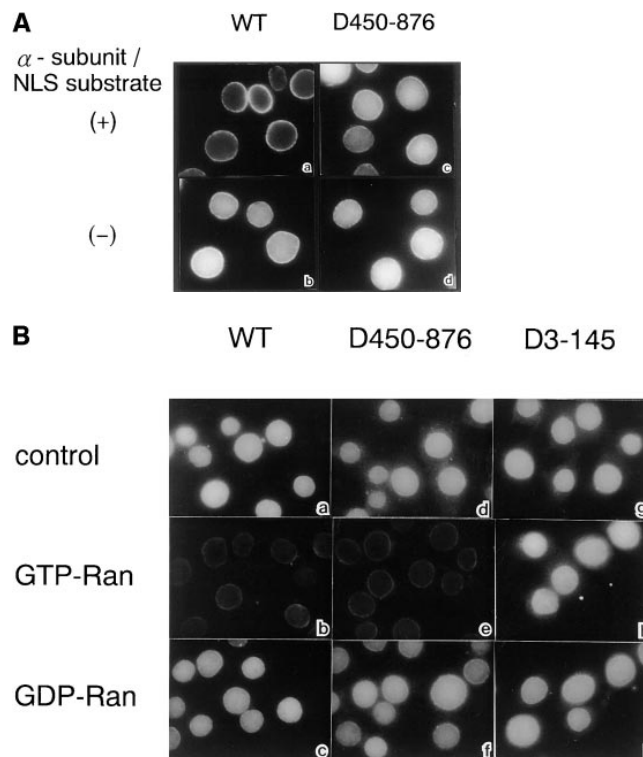 A
WT D450-876
α - subunit /
NLS substrate
(+)
a c
(−)
b d
B
WT D450-876 D3-145
control
a d g
GTP-Ran
b e
GDP-Ran
c f